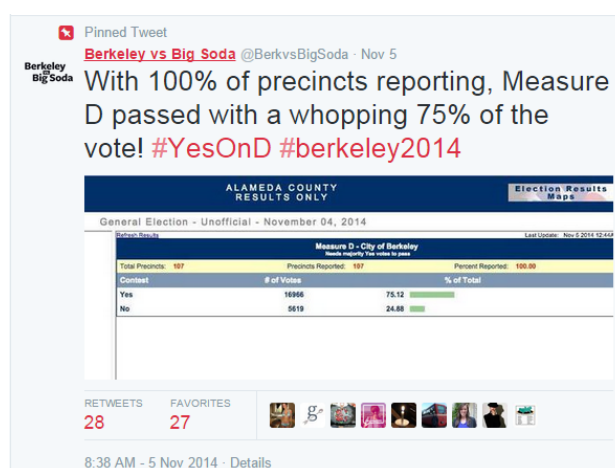 Pinned Tweet
Berkeley vs Big Soda @BerkvsBigSoda · Nov 5
Berkeley
vs
Big Soda
With 100% of precincts reporting, Measure
D passed with a whopping 75% of the
vote! #YesOnD #berkeley2014
ALAMEDA COUNTY
RESULTS ONLY
Election Results
Maps
General Election - Unofficial - November 04, 2014
Refresh Results
Last Update: Nov 5 2014 12:44A
Measure D - City of Berkeley
Needs majority Yes votes to pass
Total Precincts: 107 Precincts Reported: 107 Percent Reported: 100.00
Contest # of Votes % of Total
Yes 16966 75.12
No 5619 24.88
RETWEETS FAVORITES
28 27
g
8:38 AM - 5 Nov 2014 · Details